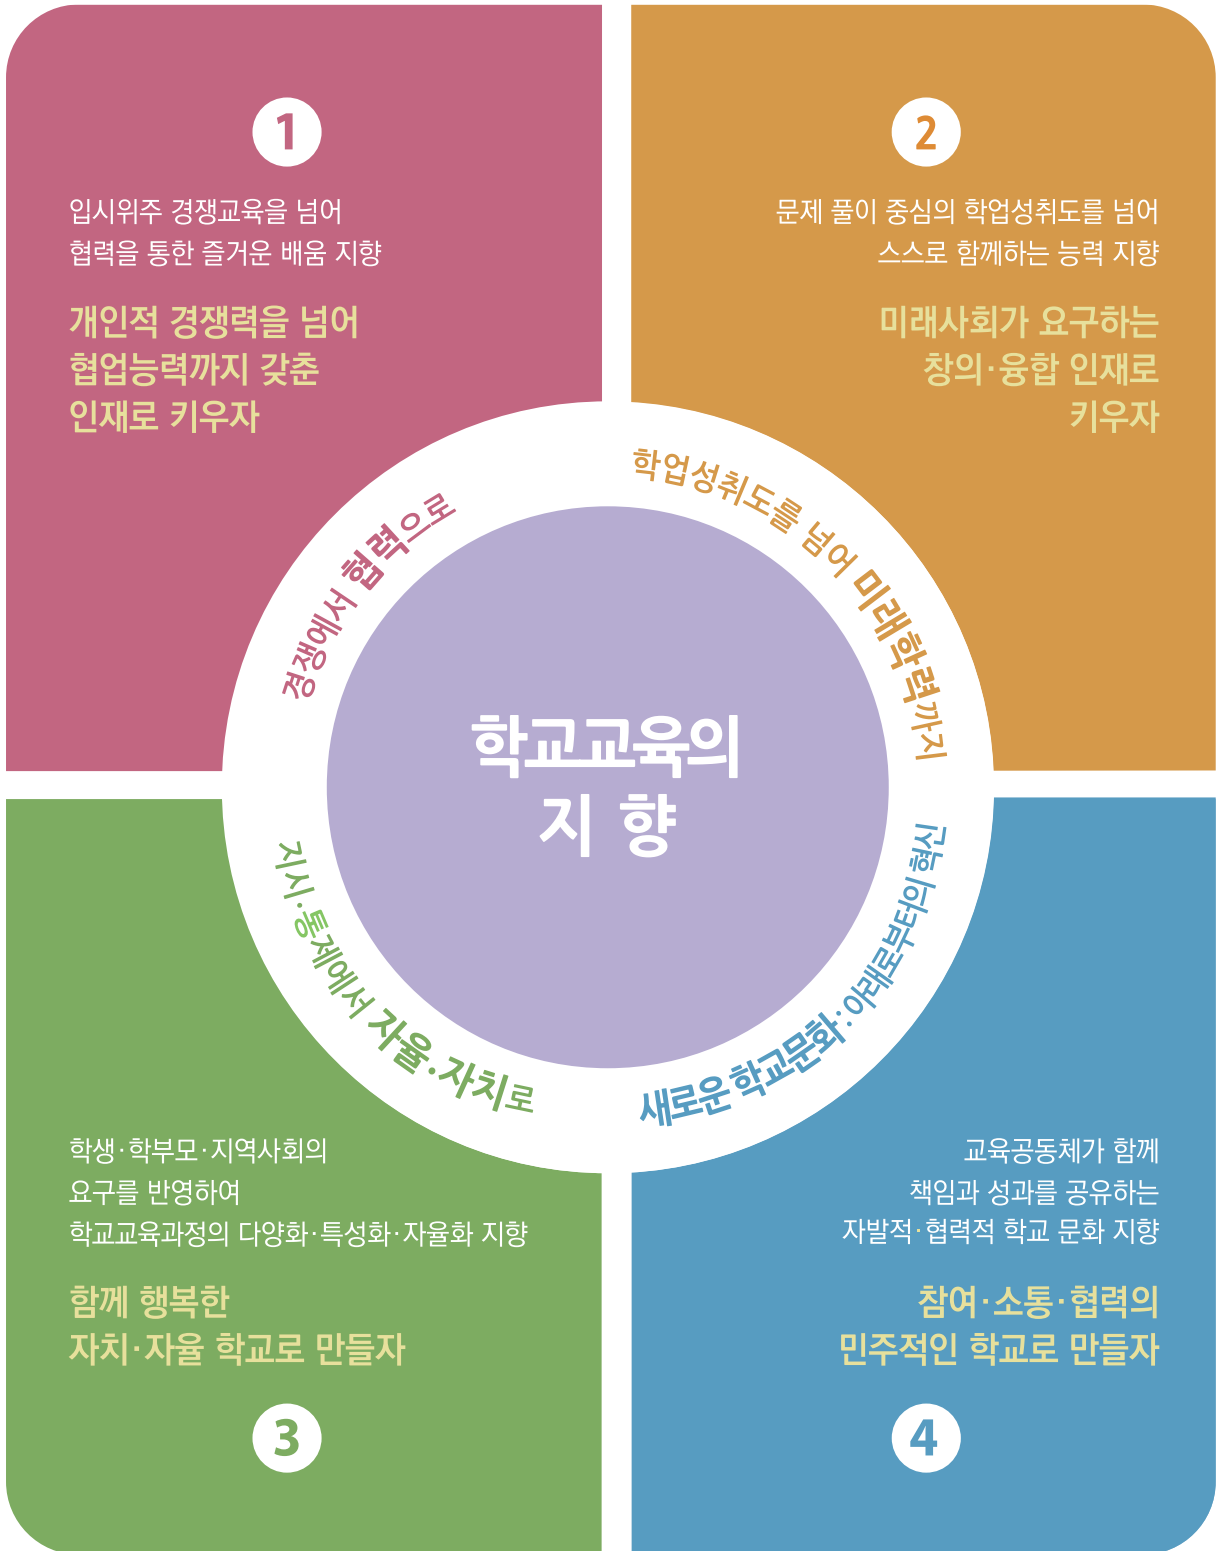 1
입시위주 경쟁교육을 넘어
협력을 통한 즐거운 배움 지향
개인적 경쟁력을 넘어
협업능력까지 갖춘
인재로 키우자
경쟁에서 협력으로
2
문제 풀이 중심의 학업성취도를 넘어
스스로 함께하는 능력 지향
미래사회가 요구하는
창의·융합 인재로
키우자
학업성취도를 넘어 미래학력까지
학교교육의
지 향
지시·통제에서 자율·자치로
학생·학부모·지역사회의
요구를 반영하여
학교교육과정의 다양화·특성화·자율화 지향
함께 행복한
자치·자율 학교로 만들자
3
새로운 학교문화:아래로부터의 혁신
교육공동체가 함께
책임과 성과를 공유하는
자발적·협력적 학교 문화 지향
참여·소통·협력의
민주적인 학교로 만들자
4